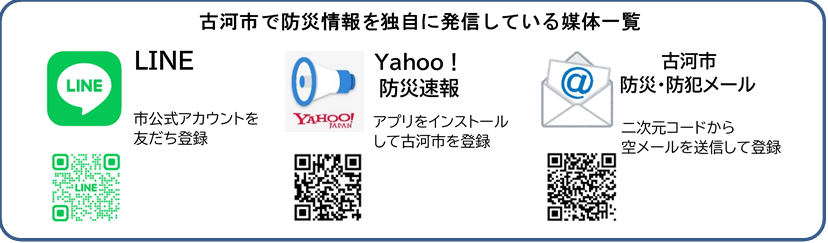 古河市で防災情報を独自に発信している媒体一覧
LINE
LINE
市公式アカウントを
友だち登録
LINE
Yahoo！
防災速報
YAHOO!
JAPAN
アプリをインストール
して古河市を登録
古河市
防災・防犯メール
@
二次元コードから
空メールを送信して登録